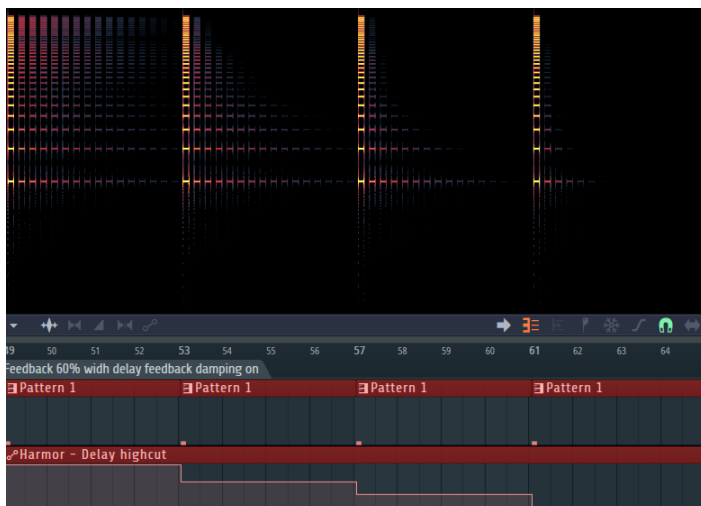 49 50 51 52 53 54 55 56 57 58 59 60 61 62 63 64
Feedback 60% widh delay feedback damping on
Pattern 1 Pattern 1 Pattern 1 Pattern 1
Harmor - Delay highcut